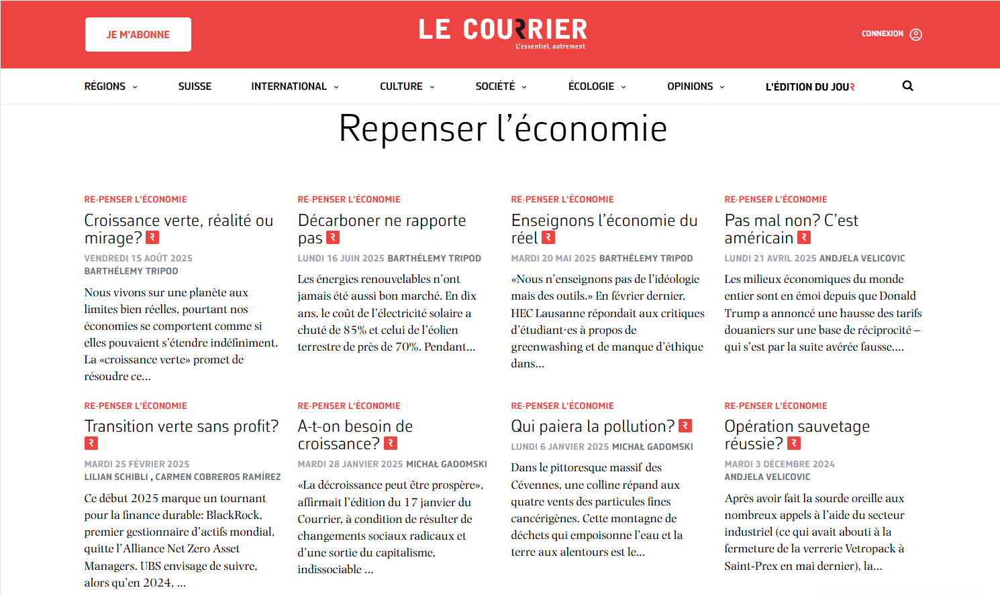 JE M'ABONNE
LE COURRIER
L'essentiel, autrement
CONNEXION
RÉGIONS
SUISSE
INTERNATIONAL
CULTURE
SOCIÉTÉ
ÉCOLOGIE
OPINIONS
L'ÉDITION DU JOUR
Repenser l’économie
RE-PENSER L'ÉCONOMIE
Croissance verte, réalité ou
mirage? R
VENDREDI 15 AOÛT 2025
BARTHÉLEMY TRIPOD
Nous vivons sur une planète aux
limites bien réelles, pourtant nos
économies se comportent comme si
elles pouvaient s’étendre indéfiniment.
La «croissance verte» promet de
résoudre ce...
RE-PENSER L'ÉCONOMIE
Décarboner ne rapporte
pas R
LUNDI 16 JUIN 2025 BARTHÉLEMY TRIPOD
Les énergies renouvelables n’ont
jamais été aussi bon marché. En dix
ans, le coût de l’électricité solaire a
chuté de 85% et celui de l’éolien
terrestre de près de 70%. Pendant...
RE-PENSER L'ÉCONOMIE
Enseignons l’économie du
réel R
MARDI 20 MAI 2025 BARTHÉLEMY TRIPOD
«Nous n’enseignons pas de l’idéologie
mais des outils.» En février dernier,
HEC Lausanne répondait aux critiques
d’étudiant·es à propos de
greenwashing et de manque d’éthique
dans...
RE-PENSER L'ÉCONOMIE
Pas mal non? C’est
américain R
LUNDI 21 AVRIL 2025 ANDJELA VELICOVIC
Les milieux économiques du monde
entier sont en émoi depuis que Donald
Trump a annoncé une hausse des tarifs
douaniers sur une base de réciprocité –
qui s’est par la suite avérée fausse....
RE-PENSER L'ÉCONOMIE
Transition verte sans profit?
R
MARDI 25 FÉVRIER 2025
LILIAN SCHIBLI , CARMEN COBREROS RAMÍREZ
Ce début 2025 marque un tournant
pour la finance durable: BlackRock,
premier gestionnaire d’actifs mondial,
quitte l’Alliance Net Zero Asset
Managers. UBS envisage de suivre,
alors qu’en 2024, ...
RE-PENSER L'ÉCONOMIE
A-t-on besoin de
croissance? R
MARDI 28 JANVIER 2025 MICHAŁ GADOMSKI
«La décroissance peut être prospère»,
affirmait l’édition du 17 janvier du
Courrier, à condition de résulter de
changements sociaux radicaux et
d’une sortie du capitalisme,
indissociable ...
RE-PENSER L'ÉCONOMIE
Qui paiera la pollution? R
LUNDI 6 JANVIER 2025 MICHAŁ GADOMSKI
Dans le pittoresque massif des
Cévennes, une colline répand aux
quatre vents des particules fines
cancérigènes. Cette montagne de
déchets qui empoisonne l’eau et la
terre aux alentours est le...
RE-PENSER L'ÉCONOMIE
Opération sauvetage
réussie? R
MARDI 3 DÉCEMBRE 2024
ANDJELA VELICOVIC
Après avoir fait la sourde oreille aux
nombreux appels à l’aide du secteur
industriel (ce qui avait abouti à la
fermeture de la verrerie Vetropack à
Saint-Prex en mai dernier), la...